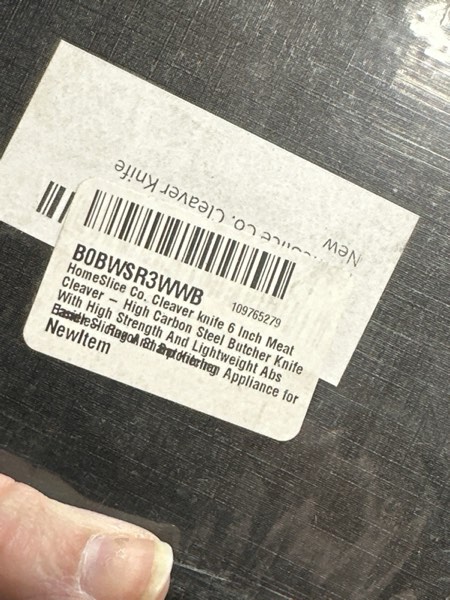 B0BWSR3WWB 109765279
HomeSlice Co. Cleaver knife 6 Inch Meat
Cleaver – High Carbon Steel Butcher Knife
With High Strength And Lightweight Abs
Appliance for
NewItem
New
Co. Cleaver Knife